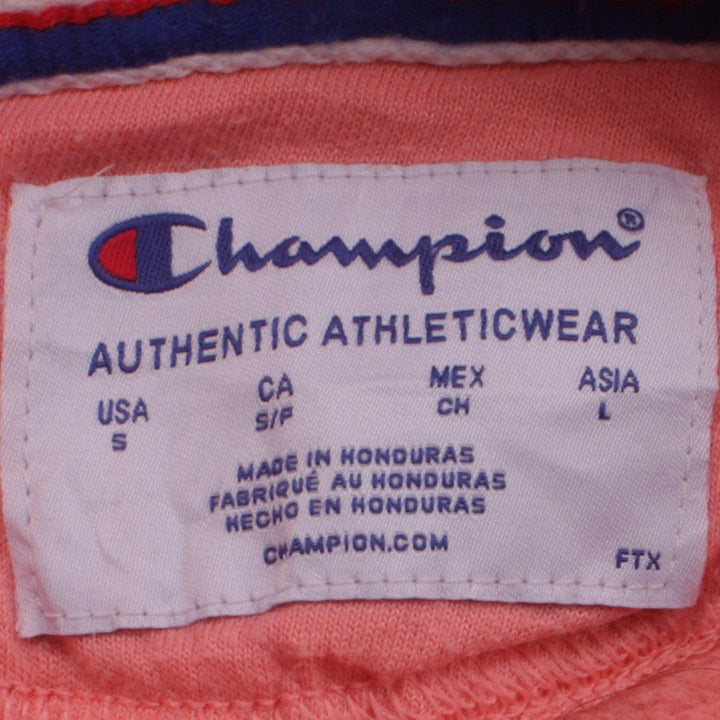 Champion®
AUTHENTIC ATHLETICWEAR
USA CA MEX ASIA
S S/P CH L
MADE IN HONDURAS
FABRIQUÉ AU HONDURAS
HECHO EN HONDURAS
CHAMPION.COM
FTX